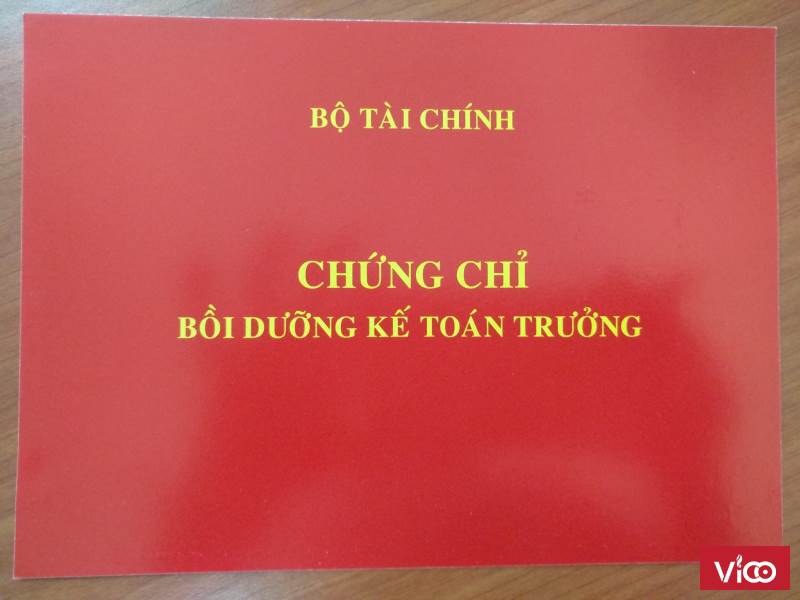 BỘ TÀI CHÍNH
CHỨNG CHỈ
BỒI DƯỠNG KẾ TOÁN TRƯỞNG
Vico